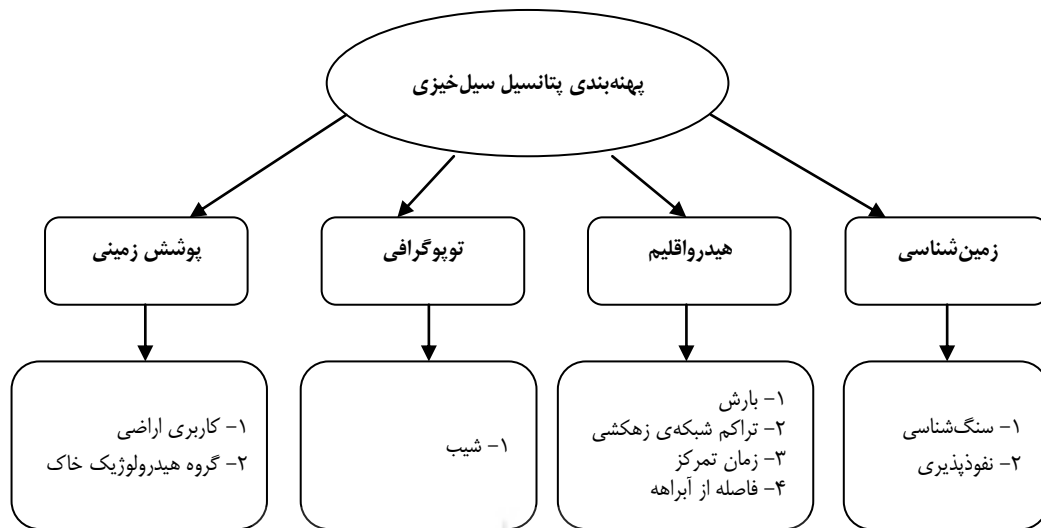 پهنه‌بندی پتانسیل سیل‌خیزی
زمین‌شناسی
هیدرواقلیم
توپوگرافی
پوشش زمینی
۱- سنگ‌شناسی
۲- نفوذپذیری
۱- بارش
۲- تراکم شبکه‌ی زهکشی
۳- زمان تمرکز
۴- فاصله از آبراهه
۱- شیب
۱- کاربری اراضی
۲- گروه هیدرولوژیک خاک